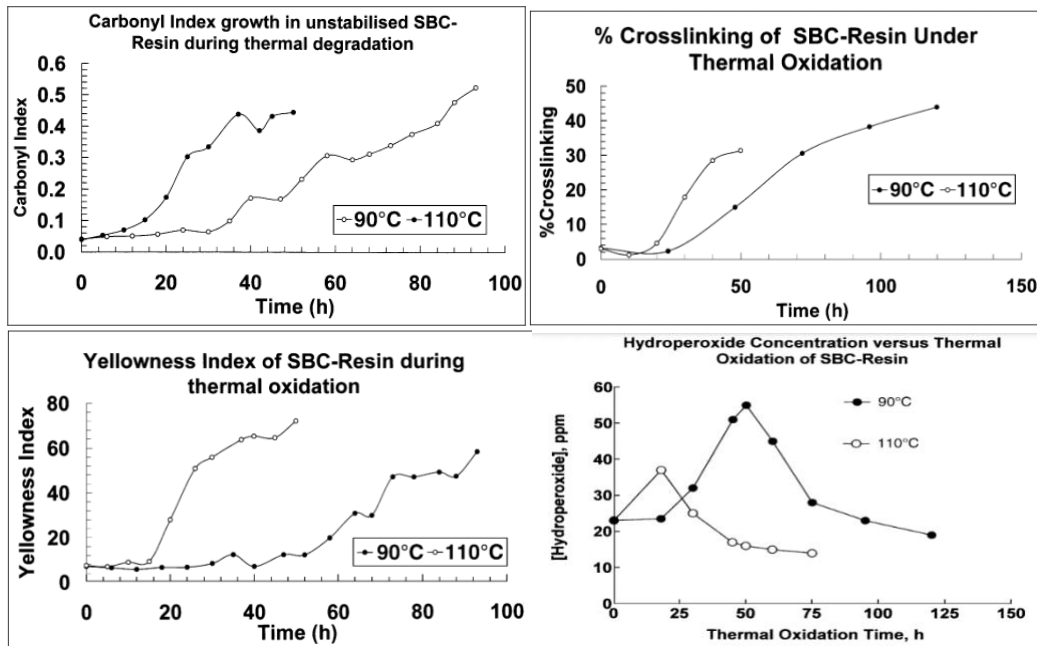 Carbonyl Index growth in unstabilised SBC-
Resin during thermal degradation
Carbonyl Index
0.6
0.5
0.4
0.3
0.2
0.1
0.0
90°C 110°C
0 20 40 60 80 100
Time (h)
% Crosslinking of SBC-Resin Under
Thermal Oxidation
%Crosslinking
50
40
30
20
10
0
90°C 110°C
0 50 100 150
Time (h)
Yellowness Index of SBC-Resin during
thermal oxidation
Yellowness Index
80
60
40
20
0
90°C 110°C
0 20 40 60 80 100
Time (h)
Hydroperoxide Concentration versus Thermal
Oxidation of SBC-Resin
[Hydroperoxide], ppm
60
50
40
30
20
10
0
90°C
110°C
0 25 50 75 100 125 150
Thermal Oxidation Time, h